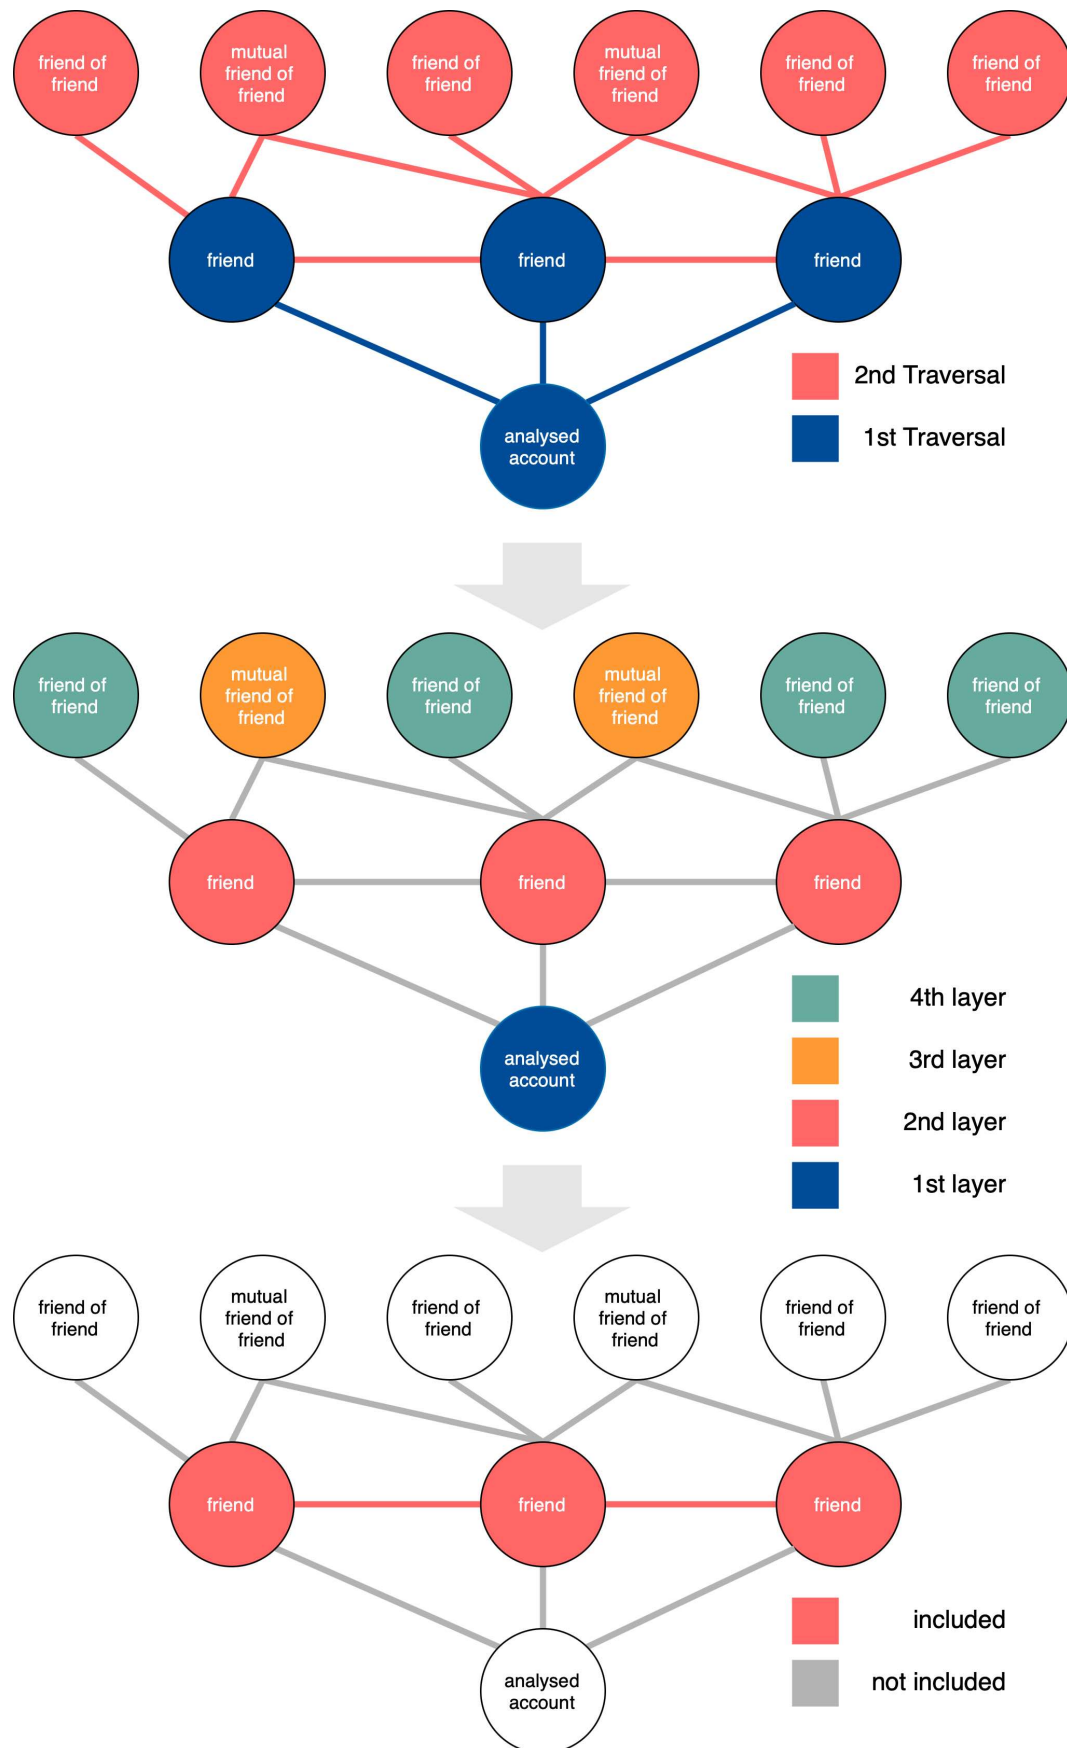 friend of
friend
mutual
friend of
friend
friend of
friend
mutual
friend of
friend
friend of
friend
friend of
friend
friend
friend
friend
2nd Traversal
1st Traversal
analysed
account
friend of
friend
mutual
friend of
friend
friend of
friend
mutual
friend of
friend
friend of
friend
friend of
friend
friend
friend
friend
4th layer
3rd layer
2nd layer
1st layer
analysed
account
friend of
friend
mutual
friend of
friend
friend of
friend
mutual
friend of
friend
friend of
friend
friend of
friend
friend
friend
friend
included
not included
analysed
account